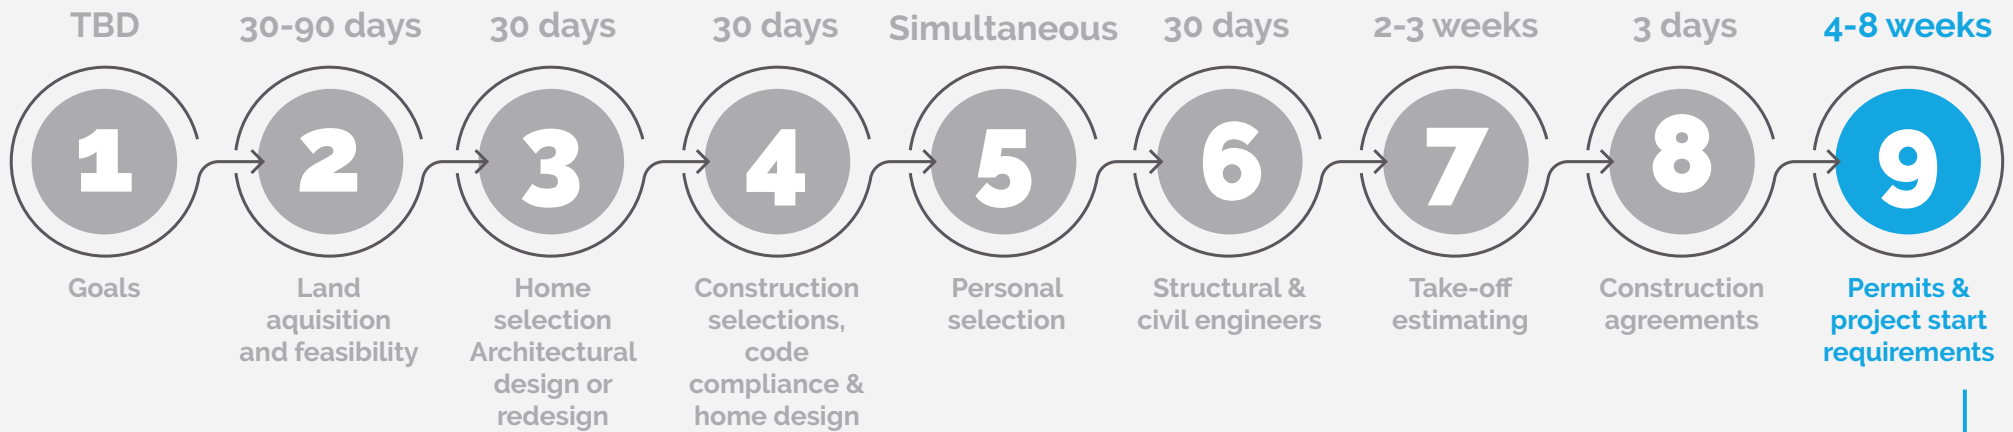 TBD
30-90 days
30 days
30 days
Simultaneous
30 days
2-3 weeks
3 days
4-8 weeks
1
2
3
4
5
6
7
8
9
Goals
Land
aquisition
and feasibility
Home
selection
Architectural
design or
redesign
Construction
selections,
code
compliance &
home design
Personal
selection
Structural &
civil engineers
Take-off
estimating
Construction
agreements
Permits &
project start
requirements